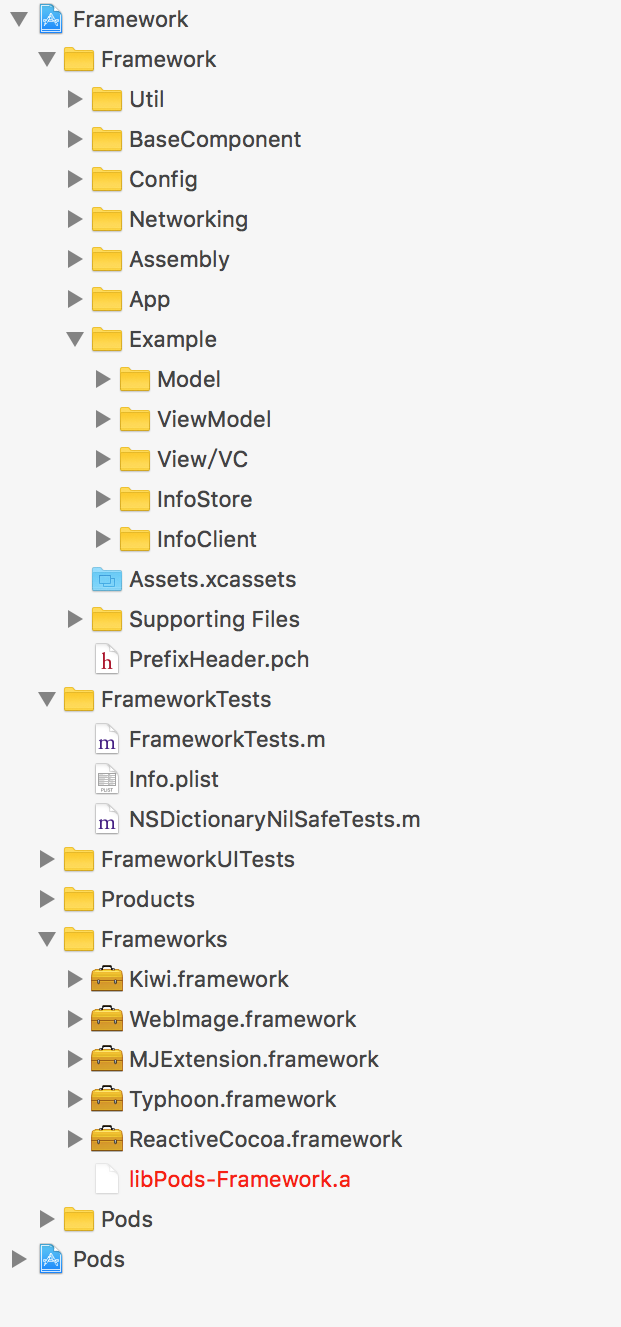 Framework
Framework
Util
BaseComponent
Config
Networking
Assembly
App
Example
Model
ViewModel
View/VC
InfoStore
InfoClient
Assets.xcassets
Supporting Files
h PrefixHeader.pch
FrameworkTests
m FrameworkTests.m
PLIST Info.plist
m NSDictionaryNilSafeTests.m
FrameworkUITests
Products
Frameworks
Kiwi.framework
WebImage.framework
MJExtension.framework
Typhoon.framework
ReactiveCocoa.framework
libPods-Framework.a
Pods
Pods